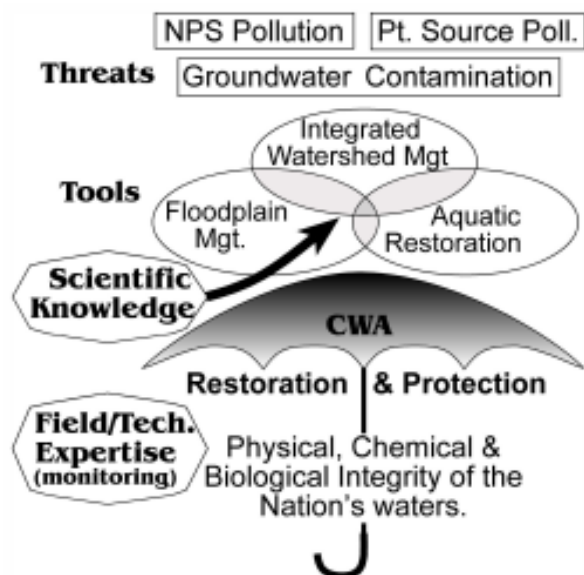 NPS Pollution
Pt. Source Poll.
Threats
Groundwater Contamination
Integrated
Watershed Mgt
Tools
Floodplain
Mgt.
Aquatic
Restoration
Scientific
Knowledge
CWA
Restoration & Protection
Field/Tech.
Expertise
(monitoring)
Physical, Chemical &
Biological Integrity of the
Nation's waters.